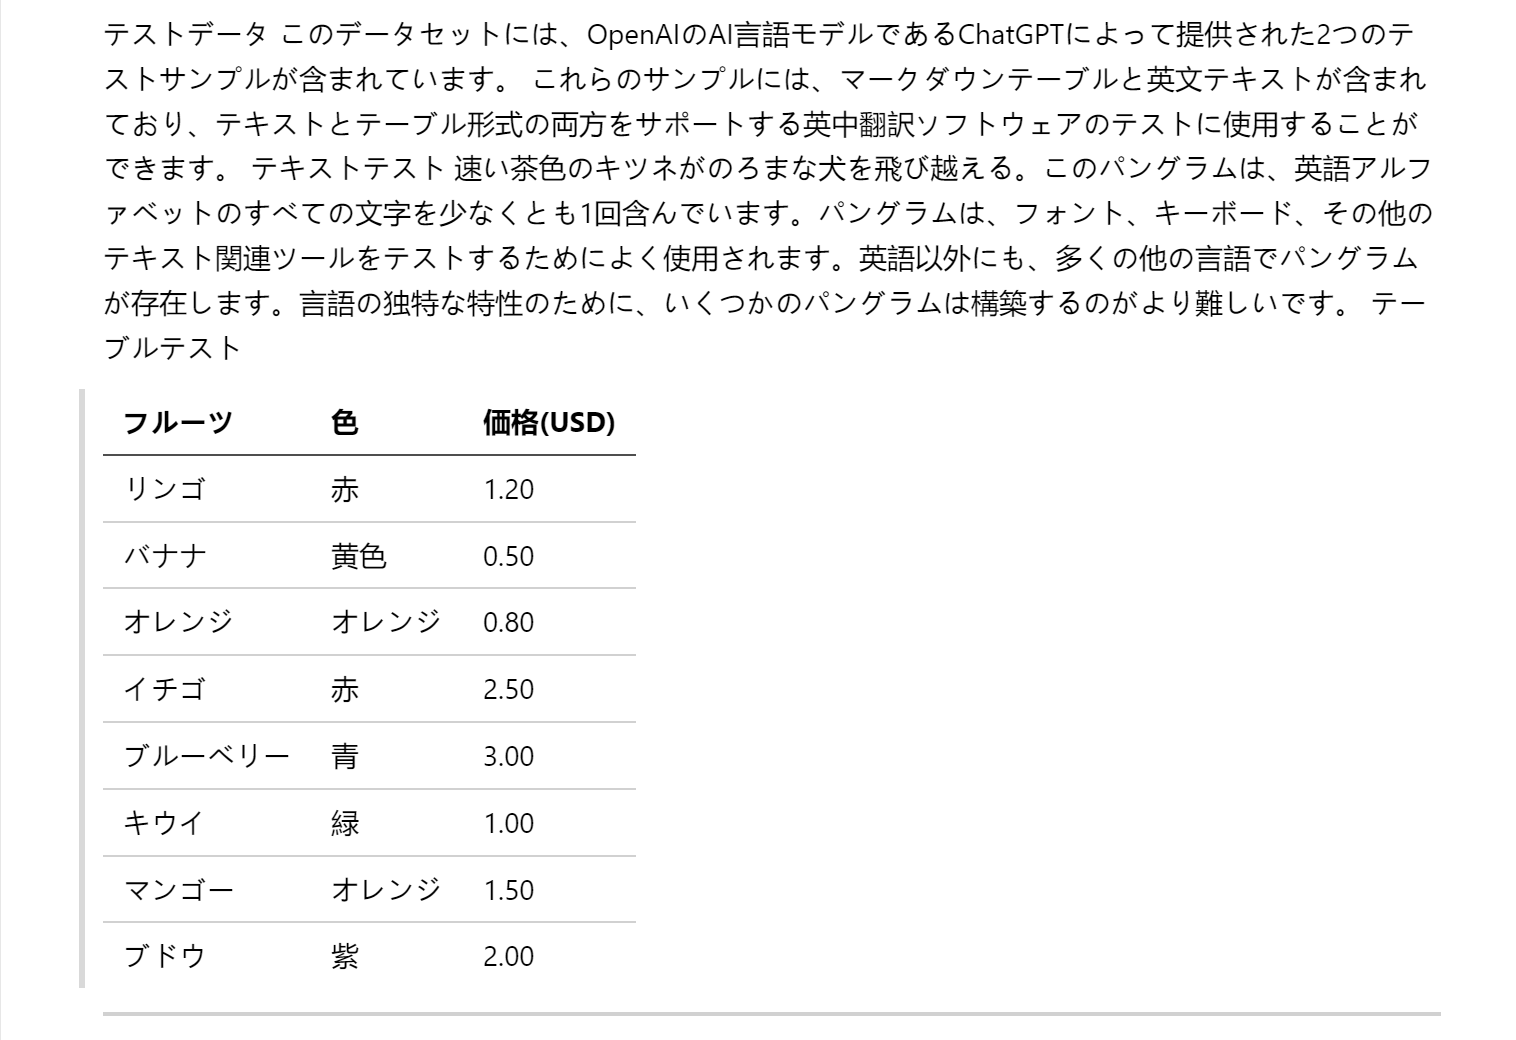 テストデータ このデータセットには、OpenAIのAI言語モデルであるChatGPTによって提供された2つのテ
ストサンプルが含まれています。 これらのサンプルには、マークダウンテーブルと英文テキストが含まれ
ており、テキストとテーブル形式の両方をサポートする英中翻訳ソフトウェアのテストに使用することが
できます。 テキストテスト 速い茶色のキツネがのろまな犬を飛び越える。このパングラムは、英語アルフ
ァベットのすべての文字を少なくとも1回含んでいます。パングラムは、フォント、キーボード、その他の
テキスト関連ツールをテストするためによく使用されます。英語以外にも、多くの他の言語でパングラム
が存在します。言語の独特な特性のために、いくつかのパングラムは構築するのがより難しいです。 テー
ブルテスト
フルーツ 色 価格(USD)
リンゴ 赤 1.20
バナナ 黄色 0.50
オレンジ オレンジ 0.80
イチゴ 赤 2.50
ブルーベリー 青 3.00
キウイ 緑 1.00
マンゴー オレンジ 1.50
ブドウ 紫 2.00